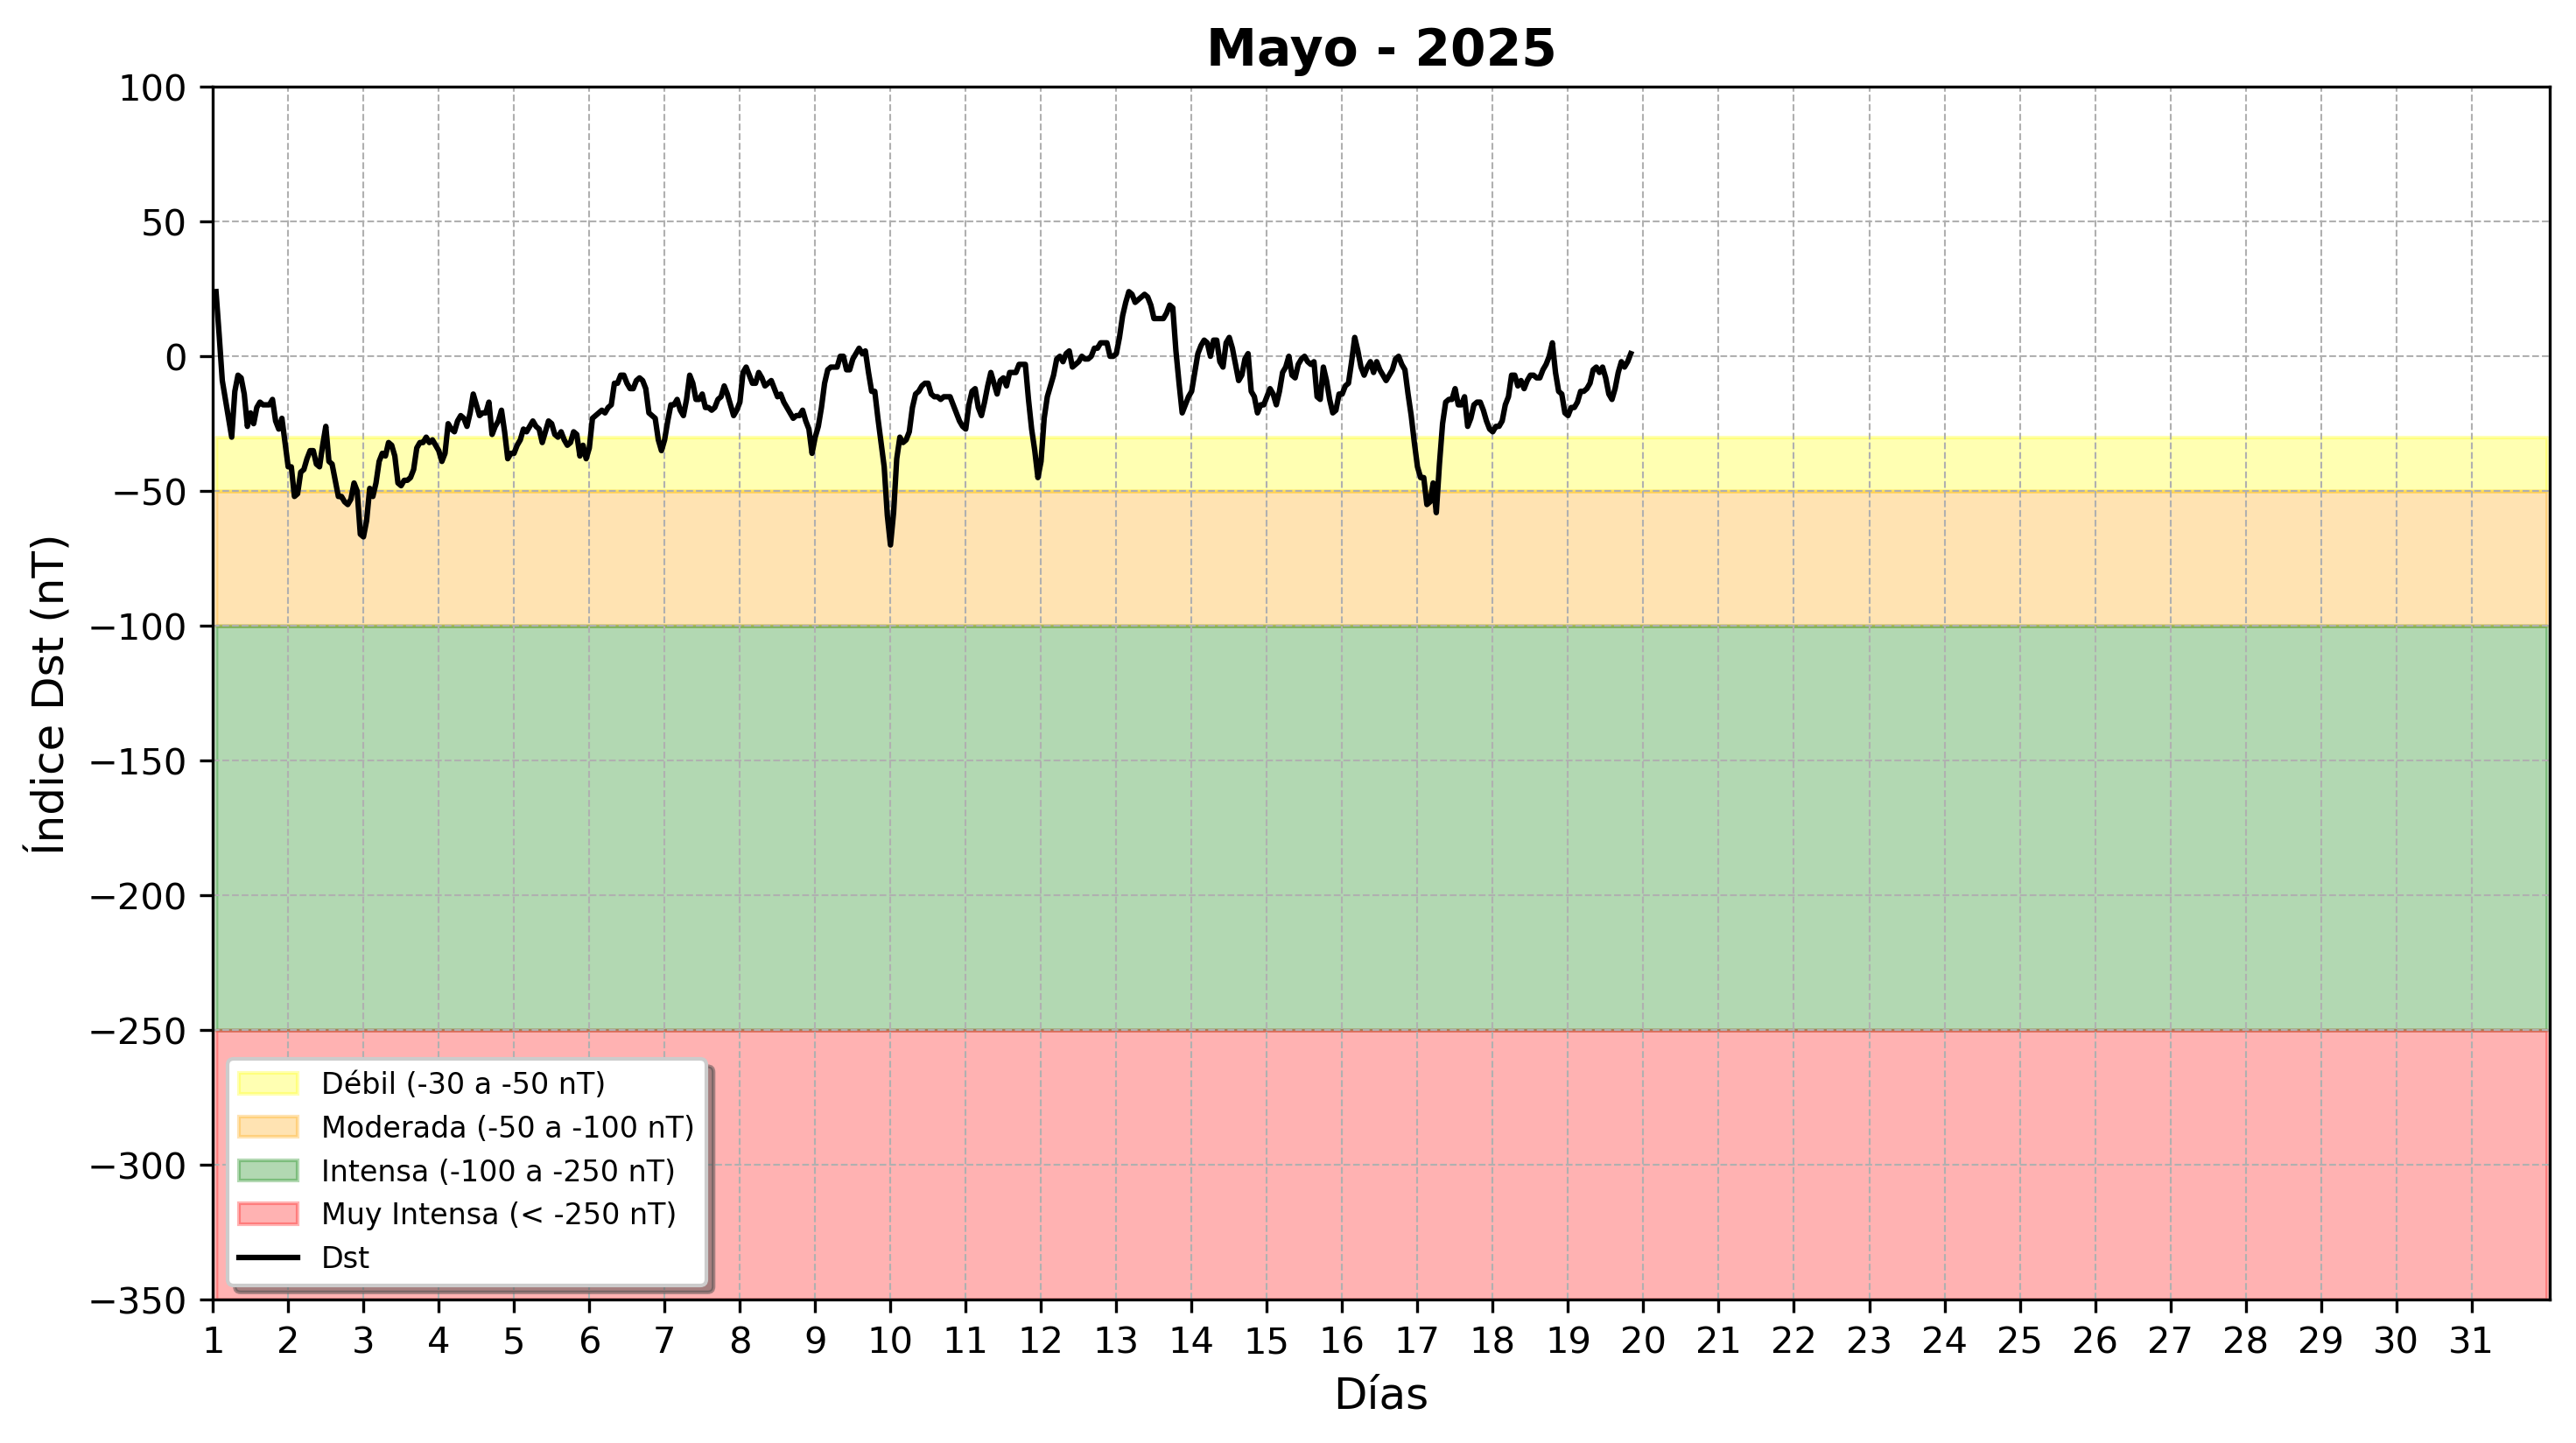 Mayo - 2025
100
50
0
−50
−100
−150
−200
−250
−300
−350
Índice Dst (nT)
Débil (-30 a -50 nT)
Moderada (-50 a -100 nT)
Intensa (-100 a -250 nT)
Muy Intensa (< -250 nT)
Dst
1 2 3 4 5 6 7 8 9 10 11 12 13 14 15 16 17 18 19 20 21 22 23 24 25 26 27 28 29 30 31
Días